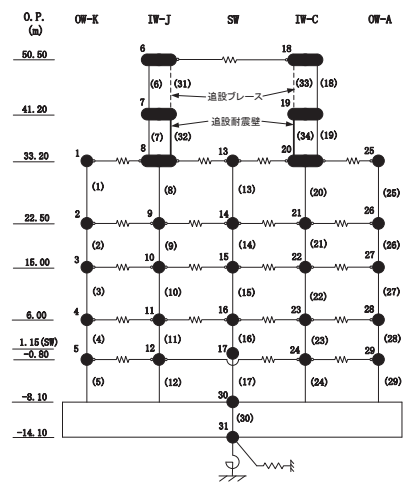 O.P. OW-K IW-J SW IW-C OW-A
(m)
6 18
50.50
(6) (31) (33) (18)
追設ブレース
7 19
41.20
追設耐震壁
(7) (32) (34) (19)
1 8 13 20 25
33.20
(1) (8) (13) (20) (25)
2 9 14 21 26
22.50
(2) (9) (14) (21) (26)
3 10 15 22 27
15.00
(3) (10) (15) (22) (27)
4 11 16 23 28
6.00
(4) (11) (16) (23) (28)
1.15(SW)
5 12 17 24 29
-0.80
(5) (12) (17) (24) (29)
30
-8.10
(30)
31
-14.10